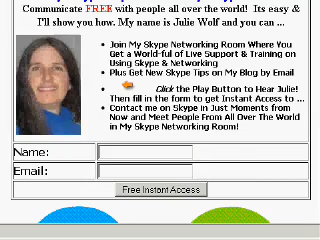 Communicate FREE with people all over the world! Its easy &
I'll show you how. My name is Julie Wolf and you can ...
Join My Skype Networking Room Where You
Get a World-ful of Live Support & Training on
Using Skype & Networking
Plus Get New Skype Tips on My Blog by Email
Click the Play Button to Hear Julie!
Then fill in the form to get Instant Access to ...
Contact me on Skype in Just Moments from
Now and Meet People From All Over The World
in My Skype Networking Room!
Name:
Email:
Free Instant Access